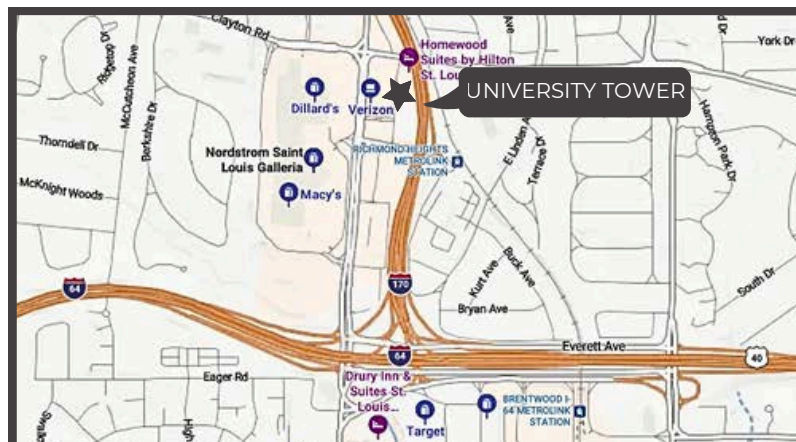 Clayton Rd
Ridgetop Dr
McCutcheon Ave
Berkshire Dr
Thorndell Dr
McKnight Woods
Homewood
Suites by Hilton
St. Lou
Ave
York Dr
UNIVERSITY TOWER
Dillard's
Verizon
Nordstrom Saint
Louis Galleria
Macy's
RICHMOND HEIGHTS
METROLINK
STATION
E Linden A
Terrace Dr
Hampton Park Dr
South Dr
64
170
Kurt Ave
Buck Ave
Bryan Ave
64
Everett Ave
40
Eager Rd
Drury Inn &
Suites St.
Louis...
Target
BRENTWOOD I-
64 METROLINK
STATION